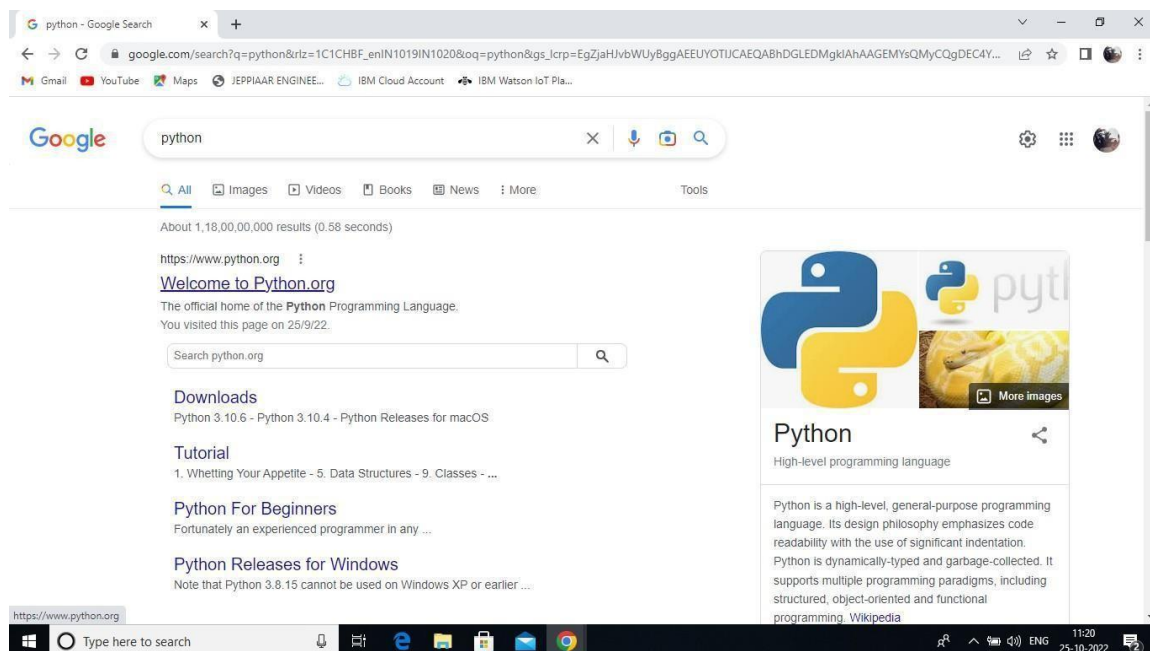 python - Google Search
google.com/search?q=python&rlz=1C1CHBF_enIN1019IN1020&oq=python&gs_lcrp=EgZjaHJvbWUyBggAEEUYOTIJCAEQABhDGLEDMgkIAhAAGEMYsQMyCQgDEC4Y...
Gmail YouTube Maps JEPPIAAR ENGINEE... IBM Cloud Account IBM Watson IoT Pla...
Google python
All Images Videos Books News More Tools
About 1,18,00,00,000 results (0.58 seconds)
https://www.python.org
Welcome to Python.org
The official home of the Python Programming Language.
You visited this page on 25/9/22.
Search python.org
Downloads
Python 3.10.6 - Python 3.10.4 - Python Releases for macOS
Tutorial
1. Whetting Your Appetite - 5. Data Structures - 9. Classes - ...
Python For Beginners
Fortunately an experienced programmer in any ...
Python Releases for Windows
Note that Python 3.8.15 cannot be used on Windows XP or earlier ...
pyth
More images
Python
High-level programming language
Python is a high-level, general-purpose programming
language. Its design philosophy emphasizes code
readability with the use of significant indentation.
Python is dynamically-typed and garbage-collected. It
supports multiple programming paradigms, including
structured, object-oriented and functional
programming. Wikipedia
https://www.python.org
Type here to search
ENG
11:20
25-10-2022
2